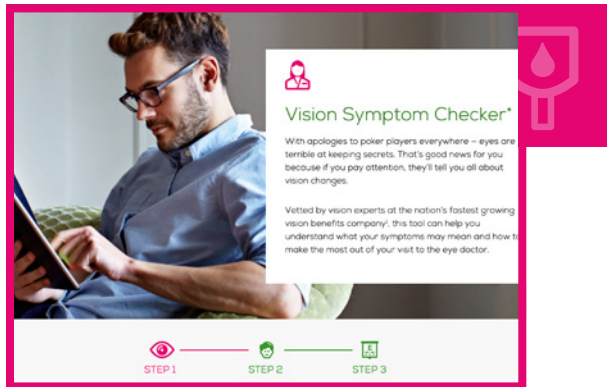 Vision Symptom Checker*
With apologies to poker players everywhere – eyes are
terrible at keeping secrets. That's good news for you
because if you pay attention, they'll tell you all about
vision changes.
Vetted by vision experts at the nation's fastest growing
vision benefits company¹, this tool can help you
understand what your symptoms may mean and how to
make the most out of your visit to the eye doctor.
STEP 1 STEP 2 STEP 3